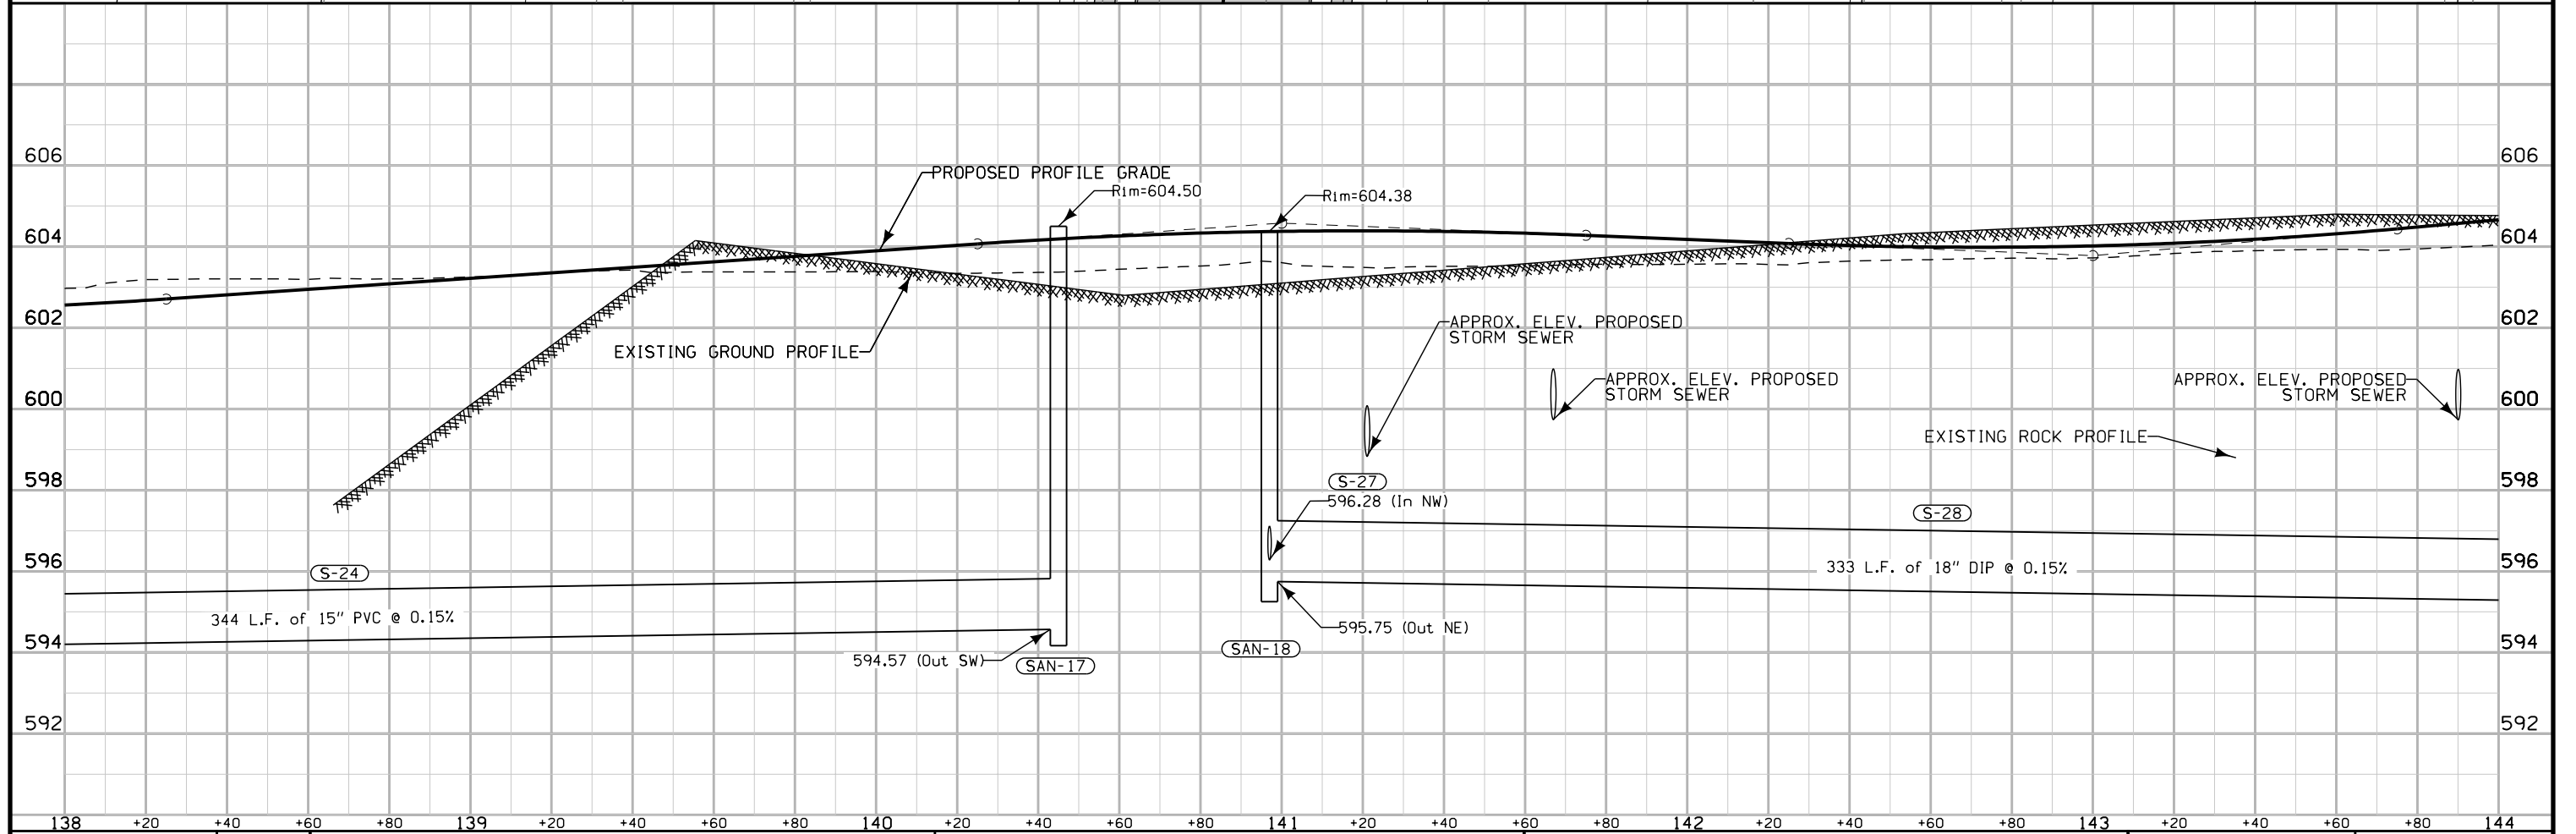 606
606
PROPOSED PROFILE GRADE
Rim=604.50
Rim=604.38
604
604
602
602
APPROX. ELEV. PROPOSED
STORM SEWER
EXISTING GROUND PROFILE
APPROX. ELEV. PROPOSED
STORM SEWER
APPROX. ELEV. PROPOSED
STORM SEWER
600
600
EXISTING ROCK PROFILE
598
598
S-27
596.28 (In NW)
S-28
596
596
S-24
333 L.F. of 18" DIP @ 0.15%
344 L.F. of 15" PVC @ 0.15%
595.75 (Out NE)
594
594
594.57 (Out SW)
SAN-17
SAN-18
592
592
138 +20 +40 +60 +80 139 +20 +40 +60 +80 140 +20 +40 +60 +80 141 +20 +40 +60 +80 142 +20 +40 +60 +80 143 +20 +40 +60 +80 144